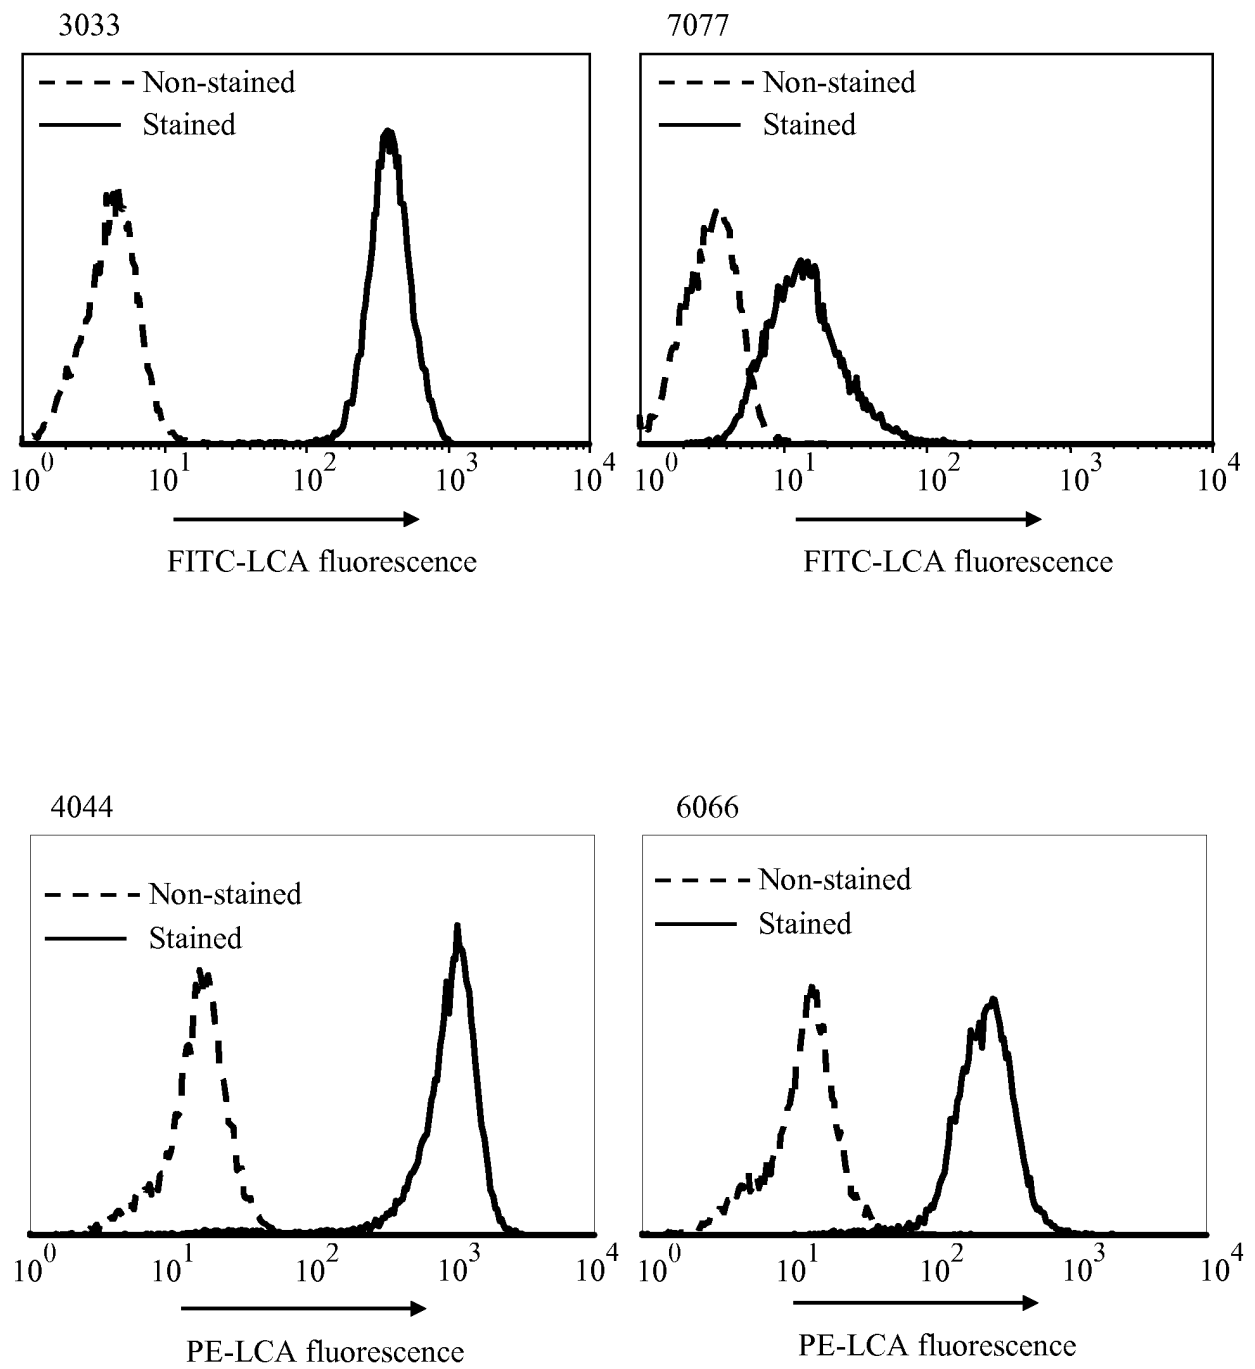 3033
Non-stained
Stained
10^0 10^1 10^2 10^3 10^4
FITC-LCA fluorescence
7077
Non-stained
Stained
10^0 10^1 10^2 10^3 10^4
FITC-LCA fluorescence
4044
Non-stained
Stained
10^0 10^1 10^2 10^3 10^4
PE-LCA fluorescence
6066
Non-stained
Stained
10^0 10^1 10^2 10^3 10^4
PE-LCA fluorescence